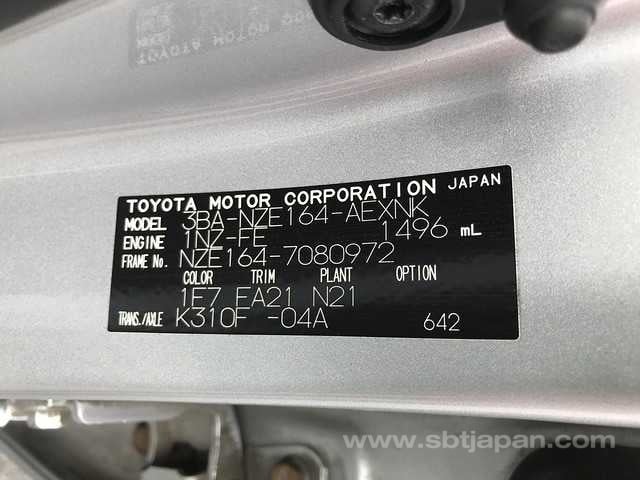 TOYOTA MOTOR CORPORATION JAPAN
MODEL 3BA-NZE164-AEXNK
ENGINE 1NZ-FE 1496 mL
FRAME No. NZE164-7080972
COLOR TRIM PLANT OPTION
1E7 FA21 N21
TRANS./AXLE K310F -04A 642
www.sbtjapan.com